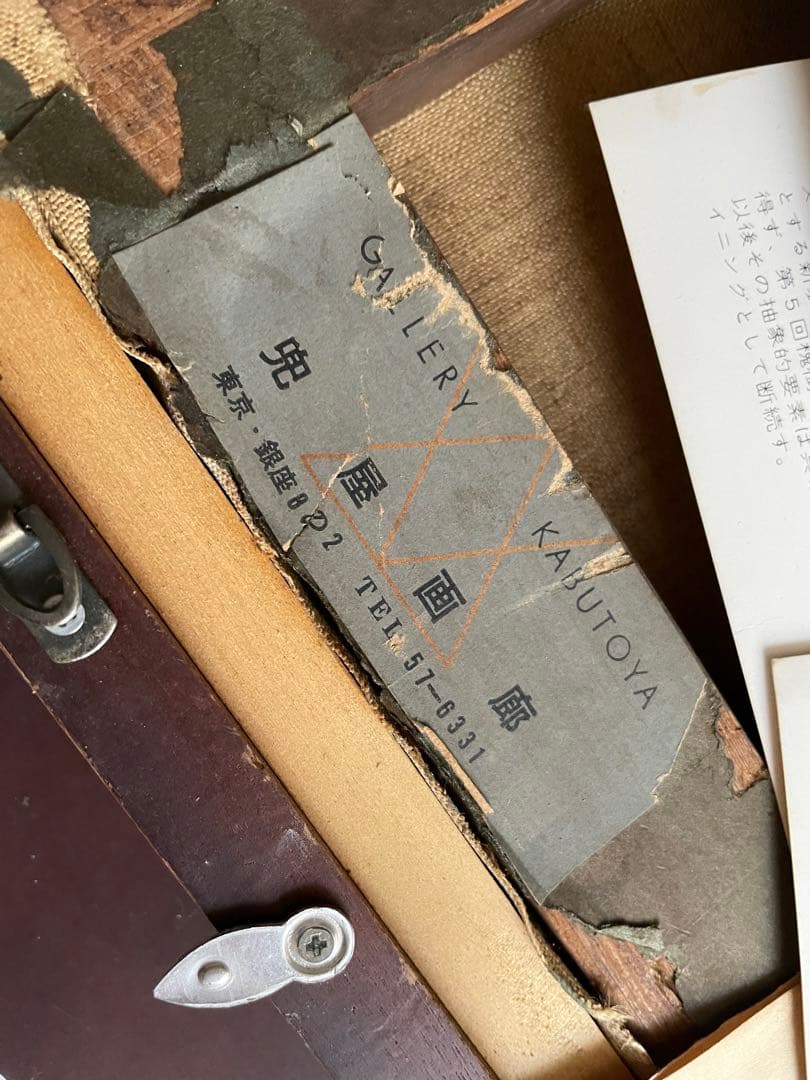 GALLERY KABUTOYA
兜屋画廊
東京・銀座8の2 TEL 57-6331
とする新
得ず、第5回
以後その抽象的要素は
イニングとして断続す。